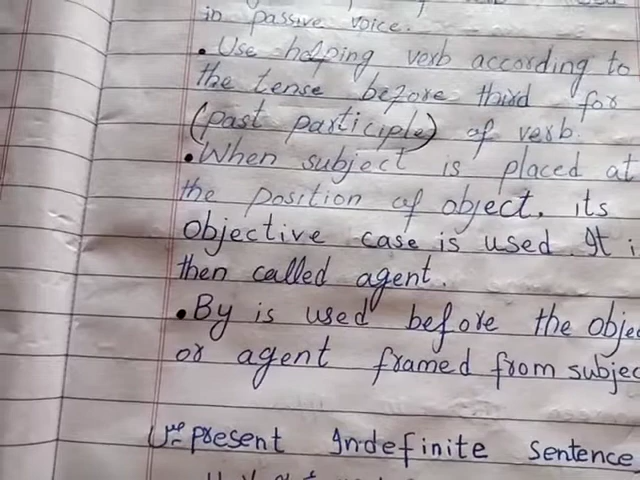 in passive voice.
• Use helping verb according to
the tense before third for
(past participle) of verb.
• When subject is placed at
the position of object, its
objective case is used. It i
then called agent.
• By is used before the objec
or agent framed from subjec
present Indefinite sentence